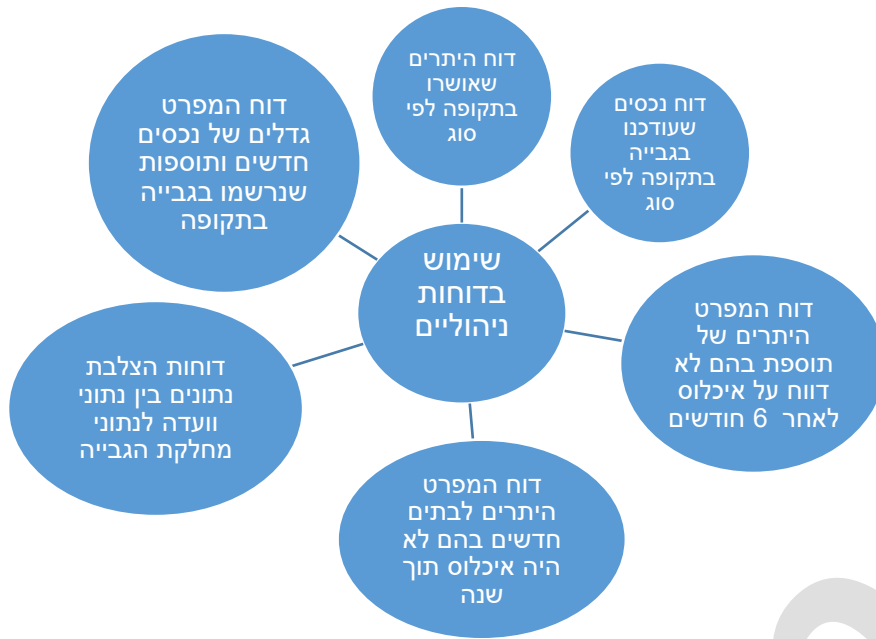 דוח היתרים
שאושרו
בתקופה לפי
סוג
דוח נכסים
שעודכנו
בגבייה
בתקופה לפי
סוג
דוח המפרט
היתרים של
תוספת בהם לא
דווח על איכלוס
לאחר 6 חודשים
דוח המפרט
היתרים לבתים
חדשים בהם לא
היה איכלוס תוך
שנה
דוחות הצלבת
נתונים בין נתוני
וועדה לנתוני
מחלקת הגבייה
דוח המפרט
גדלים של נכסים
חדשים ותוספות
שנרשמו בגבייה
בתקופה
שימוש
בדוחות
ניהוליים